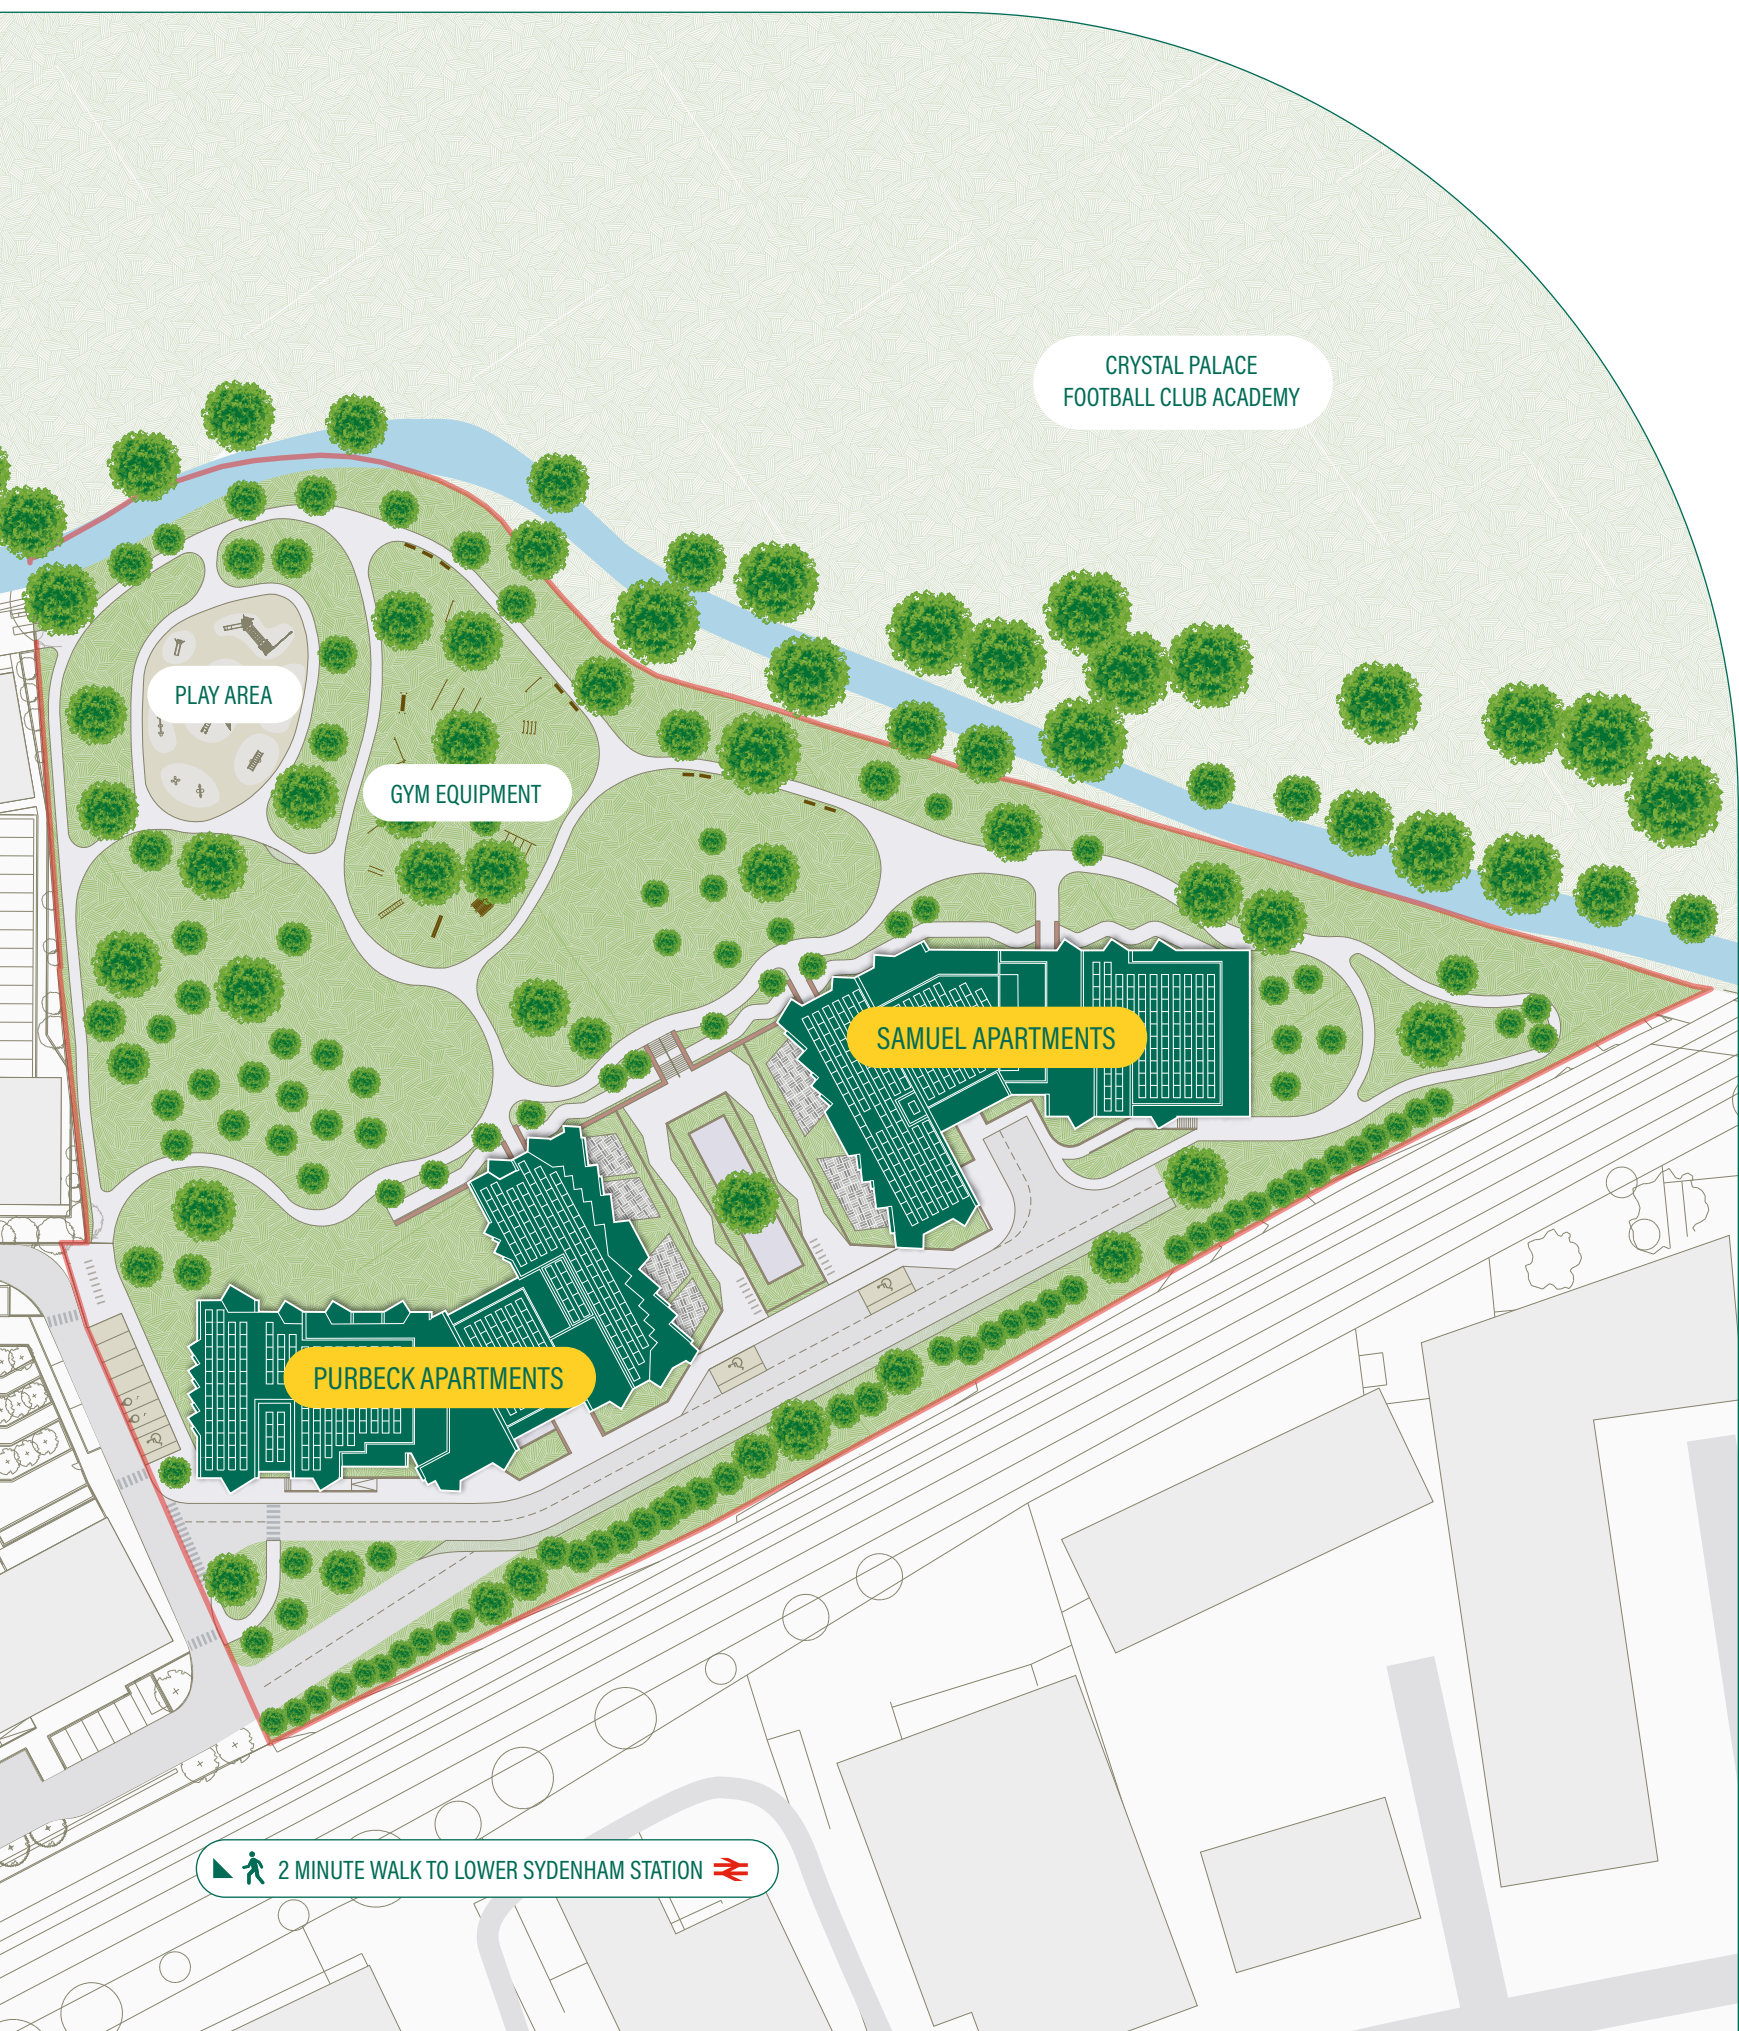 CRYSTAL PALACE
FOOTBALL CLUB ACADEMY
PLAY AREA
GYM EQUIPMENT
SAMUEL APARTMENTS
PURBECK APARTMENTS
2 MINUTE WALK TO LOWER SYDENHAM STATION